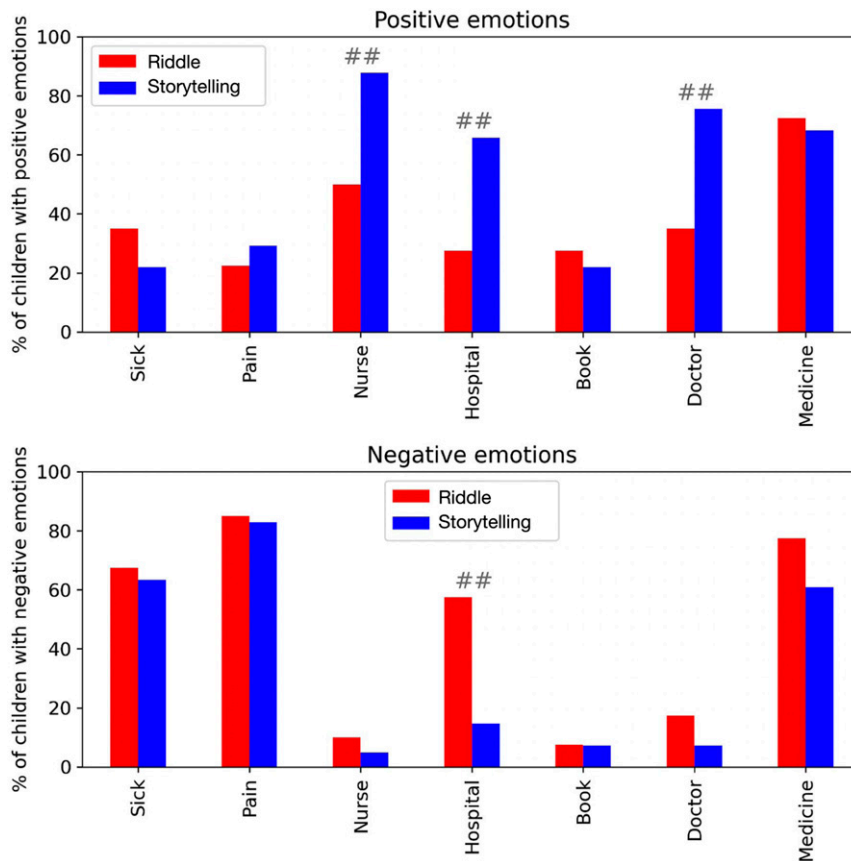 Positive emotions
% of children with positive emotions
100
80
60
40
20
0
Riddle
Storytelling
##
##
##
Sick
Pain
Nurse
Hospital
Book
Doctor
Medicine
Negative emotions
% of children with negative emotions
100
80
60
40
20
0
Riddle
Storytelling
##
Sick
Pain
Nurse
Hospital
Book
Doctor
Medicine